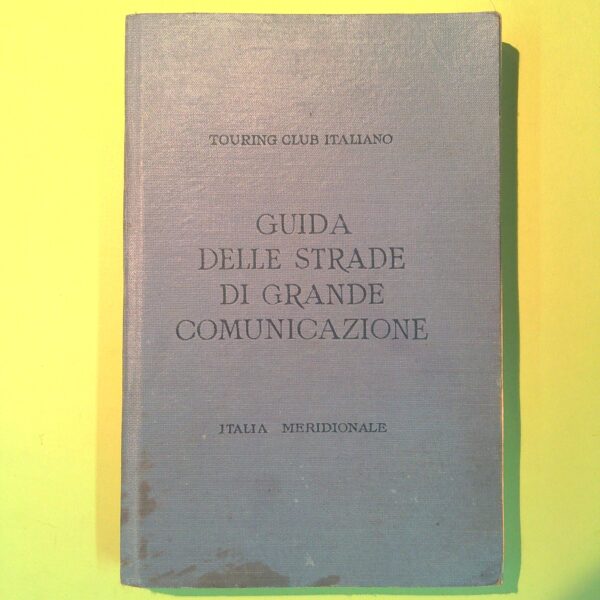 TOURING CLUB ITALIANO
GUIDA
DELLE STRADE
DI GRANDE
COMUNICAZIONE
ITALIA MERIDIONALE